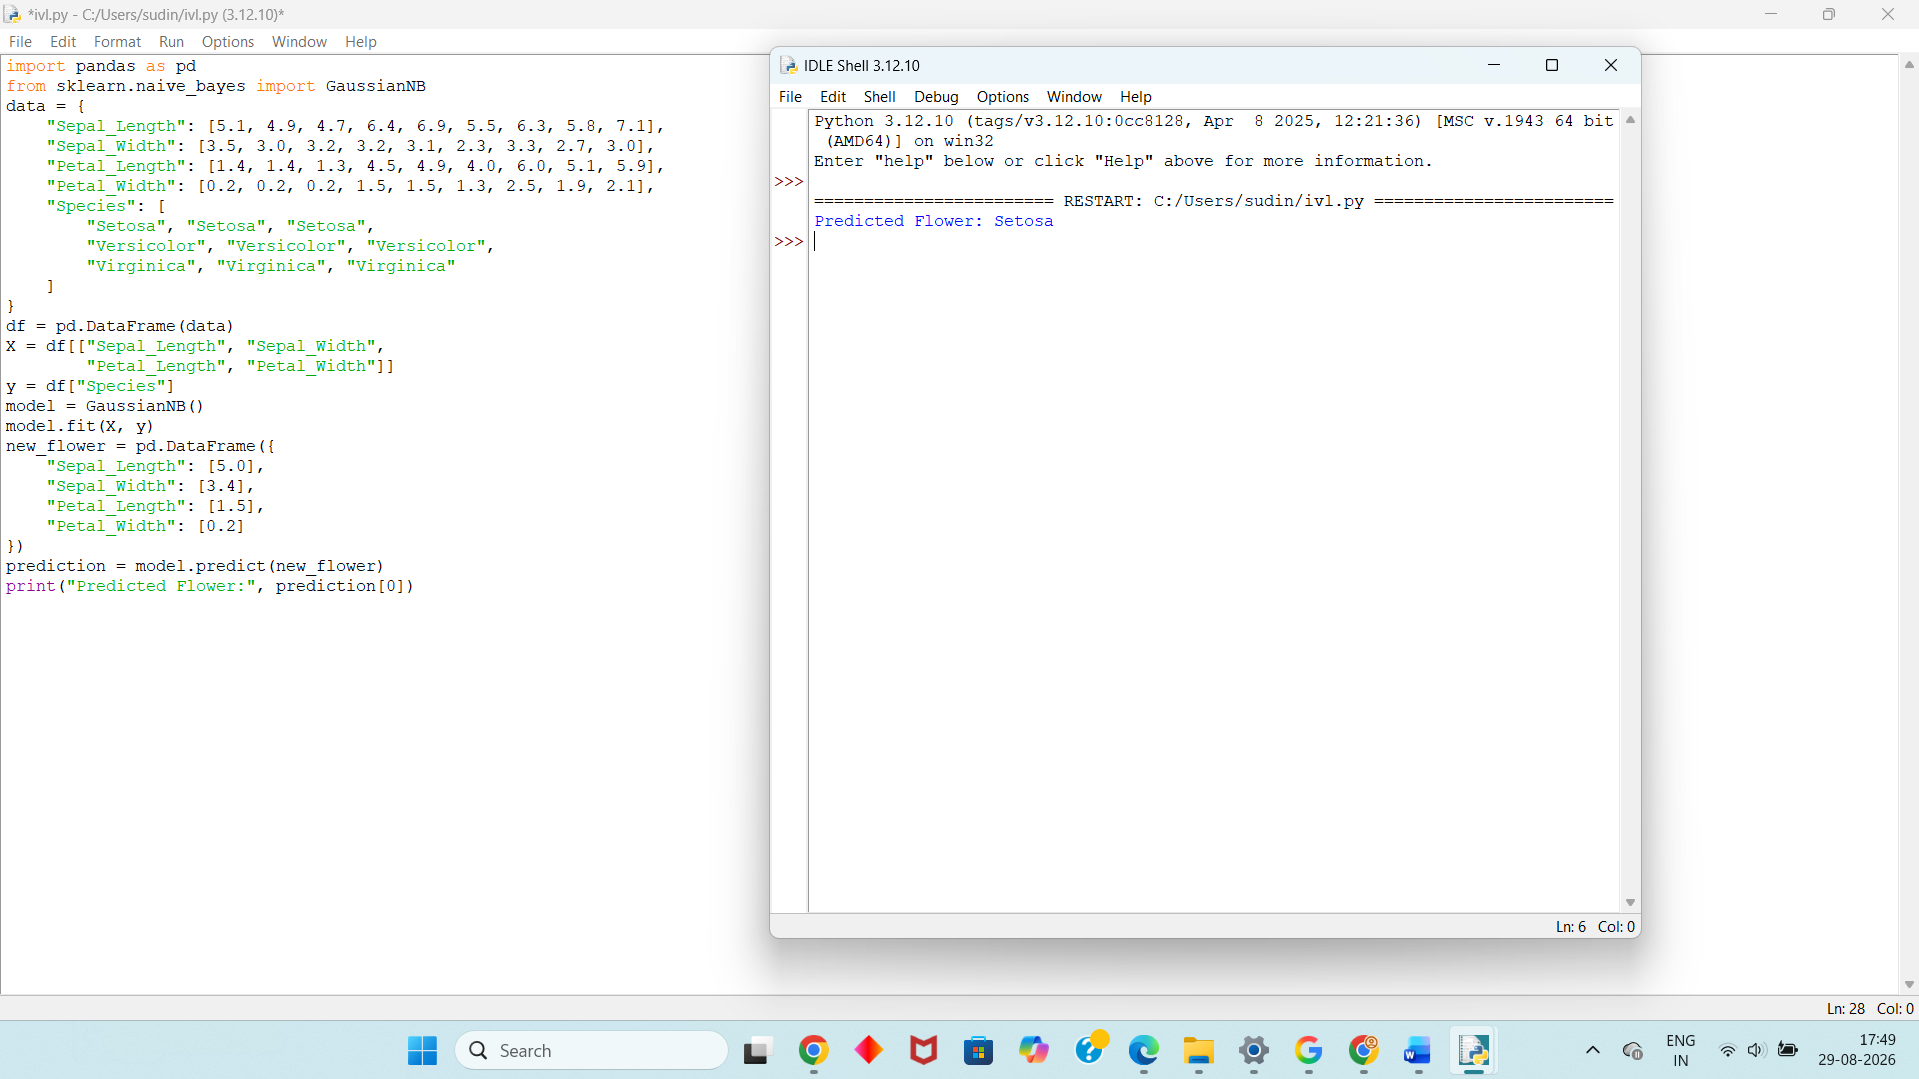 *ivl.py - C:/Users/sudin/ivl.py (3.12.10)*
File Edit Format Run Options Window Help
import pandas as pd
from sklearn.naive_bayes import GaussianNB
data = {
    "Sepal_Length": [5.1, 4.9, 4.7, 6.4, 6.9, 5.5, 6.3, 5.8, 7.1],
    "Sepal_Width": [3.5, 3.0, 3.2, 3.2, 3.1, 2.3, 3.3, 2.7, 3.0],
    "Petal_Length": [1.4, 1.4, 1.3, 4.5, 4.9, 4.0, 6.0, 5.1, 5.9],
    "Petal_Width": [0.2, 0.2, 0.2, 1.5, 1.5, 1.3, 2.5, 1.9, 2.1],
    "Species": [
        "Setosa", "Setosa", "Setosa",
        "Versicolor", "Versicolor", "Versicolor",
        "Virginica", "Virginica", "Virginica"
    ]
}
df = pd.DataFrame(data)
X = df[["Sepal_Length", "Sepal_Width",
        "Petal_Length", "Petal_Width"]]
y = df["Species"]
model = GaussianNB()
model.fit(X, y)
new_flower = pd.DataFrame({
    "Sepal_Length": [5.0],
    "Sepal_Width": [3.4],
    "Petal_Length": [1.5],
    "Petal_Width": [0.2]
})
prediction = model.predict(new_flower)
print("Predicted Flower:", prediction[0])
IDLE Shell 3.12.10
File Edit Shell Debug Options Window Help
Python 3.12.10 (tags/v3.12.10:0cc8128, Apr  8 2025, 12:21:36) [MSC v.1943 64 bit
 (AMD64)] on win32
Enter "help" below or click "Help" above for more information.
>>>
======================== RESTART: C:/Users/sudin/ivl.py ========================
Predicted Flower: Setosa
>>>
Ln: 6 Col: 0
Ln: 28 Col: 0
Search
ENG
IN
17:49
29-08-2026